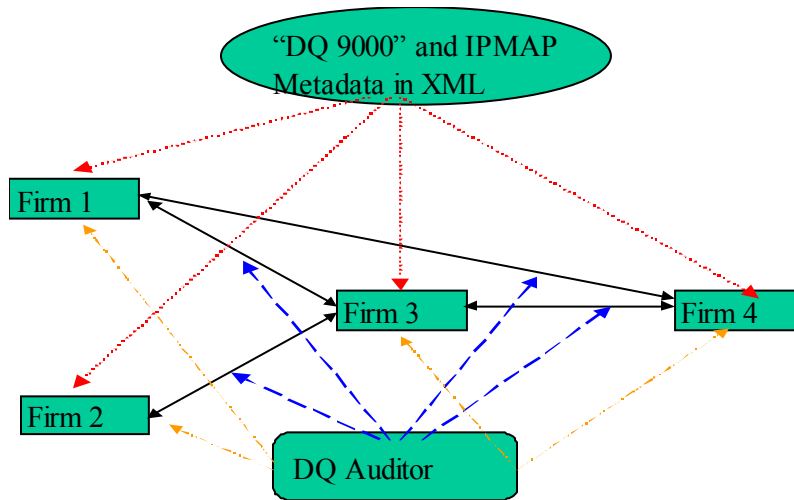 “DQ 9000” and IPMAP
Metadata in XML
Firm 1
Firm 3
Firm 4
Firm 2
DQ Auditor